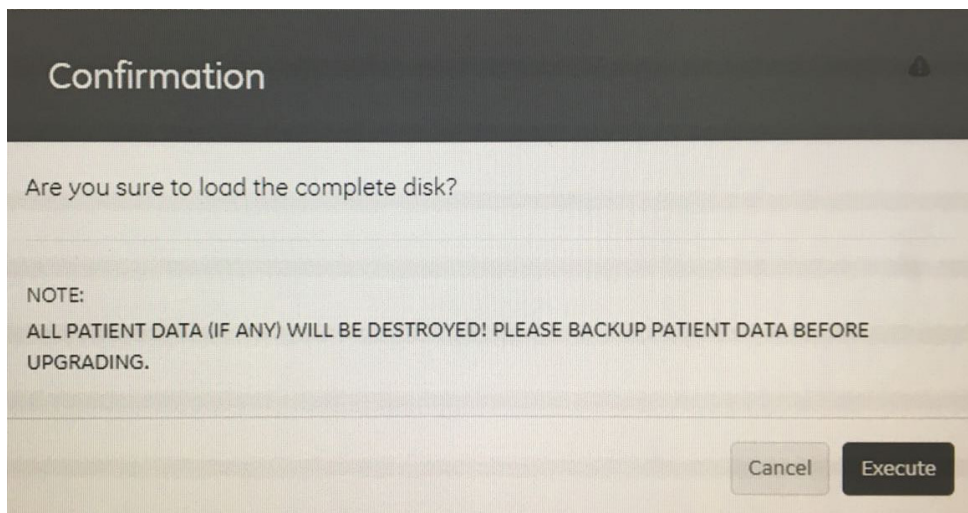 Confirmation
Are you sure to load the complete disk?
NOTE:
ALL PATIENT DATA (IF ANY) WILL BE DESTROYED! PLEASE BACKUP PATIENT DATA BEFORE
UPGRADING.
Cancel
Execute